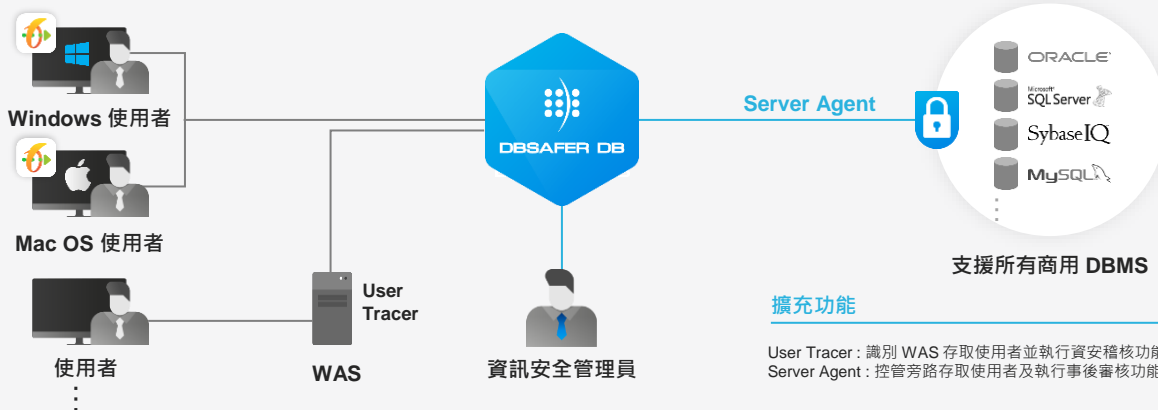 Windows 使用者
Mac OS 使用者
使用者
WAS
User
Tracer
DBSAFER DB
資訊安全管理員
Server Agent
ORACLE
Microsoft
SQL Server
Sybase IQ
MySQL
支援所有商用 DBMS
擴充功能
User Tracer : 識別 WAS 存取使用者並執行資安稽核功能
Server Agent : 控管旁路存取使用者及執行事後審核功能